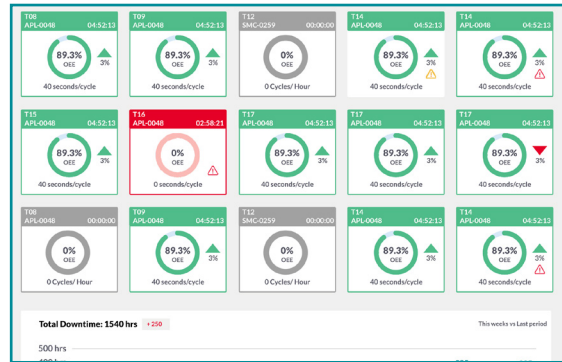 T08
APL-0048 04:52:13
89.3%
OEE
3%
40 seconds/cycle
T09
APL-0048 04:52:13
89.3%
OEE
3%
40 seconds/cycle
T12
SMC-0259 00:00:00
0%
OEE
0 Cycles/ Hour
T14
APL-0048 04:52:13
89.3%
OEE
3%
40 seconds/cycle
T14
APL-0048 04:52:13
89.3%
OEE
3%
40 seconds/cycle
T15
APL-0048 04:52:13
89.3%
OEE
3%
40 seconds/cycle
T16
APL-0048 02:58:21
0%
OEE
0 seconds/cycle
T17
APL-0048 04:52:13
89.3%
OEE
3%
40 seconds/cycle
T17
APL-0048 04:52:13
89.3%
OEE
3%
40 seconds/cycle
T17
APL-0048 04:52:13
89.3%
OEE
3%
40 seconds/cycle
T08
APL-0048 00:00:00
0%
OEE
0 Cycles/ Hour
T09
APL-0048 04:52:13
89.3%
OEE
3%
40 seconds/cycle
T12
SMC-0259 00:00:00
0%
OEE
0 Cycles/ Hour
T14
APL-0048 04:52:13
89.3%
OEE
3%
40 seconds/cycle
T14
APL-0048 04:52:13
89.3%
OEE
3%
40 seconds/cycle
Total Downtime: 1540 hrs +250 This weeks vs Last period
500 hrs